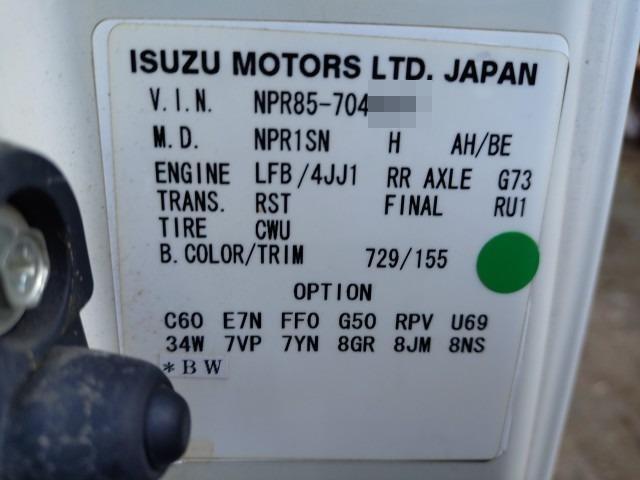 ISUZU MOTORS LTD. JAPAN
V.I.N. NPR85-704
M.D. NPR1SN H AH/BE
ENGINE LFB/4JJ1 RR AXLE G73
TRANS. RST FINAL RU1
TIRE CWU
B.COLOR/TRIM 729/155
OPTION
C60 E7N FF0 G50 RPV U69
34W 7VP 7YN 8GR 8JM 8NS
*BW